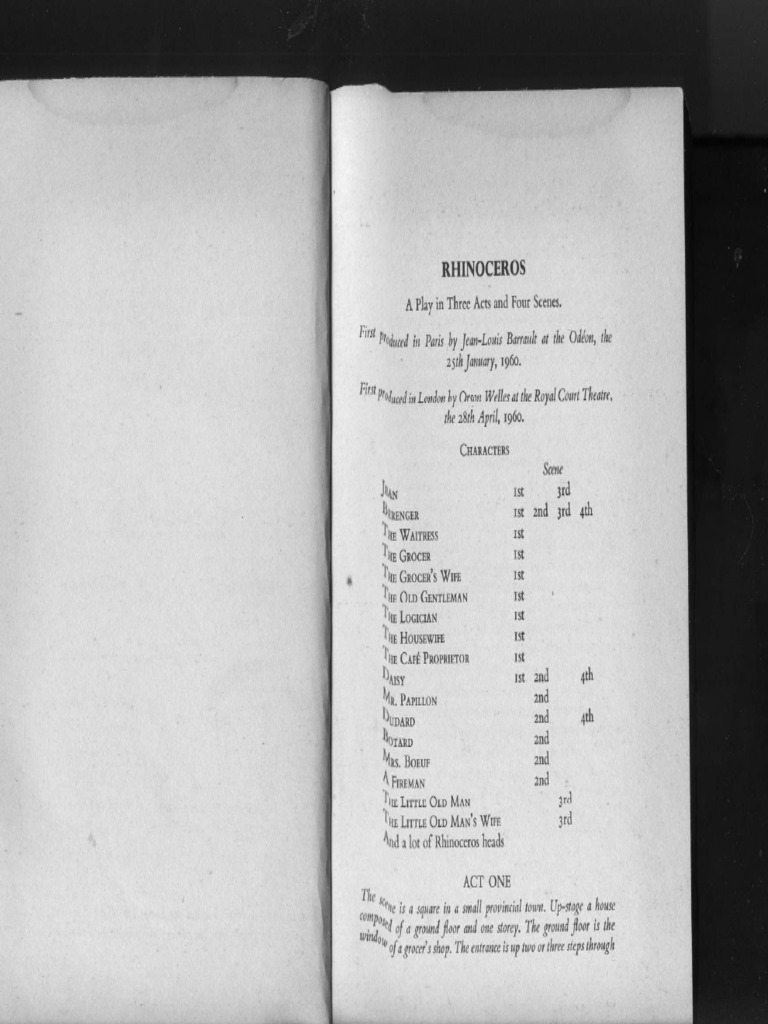 RHINOCEROS
A Play in Three Acts and Four Scenes.
First produced in Paris by Jean-Louis Barrault at the Odéon, the
25th January, 1960.
First produced in London by Orson Welles at the Royal Court Theatre,
the 28th April, 1960.
CHARACTERS
Scene
JEAN 1st 3rd
BERENGER 1st 2nd 3rd 4th
THE WAITRESS 1st
THE GROCER 1st
THE GROCER'S WIFE 1st
THE OLD GENTLEMAN 1st
THE LOGICIAN 1st
THE HOUSEWIFE 1st
THE CAFÉ PROPRIETOR 1st
DAISY 1st 2nd 4th
MR. PAPILLON 2nd
DUDARD 2nd 4th
BOTARD 2nd
MRS. BOEUF 2nd
A FIREMAN 2nd
THE LITTLE OLD MAN 3rd
THE LITTLE OLD MAN'S WIFE 3rd
And a lot of Rhinoceros heads
ACT ONE
The scene is a square in a small provincial town. Up-stage a house
composed of a ground floor and one storey. The ground floor is the
window of a grocer's shop. The entrance is up two or three steps through